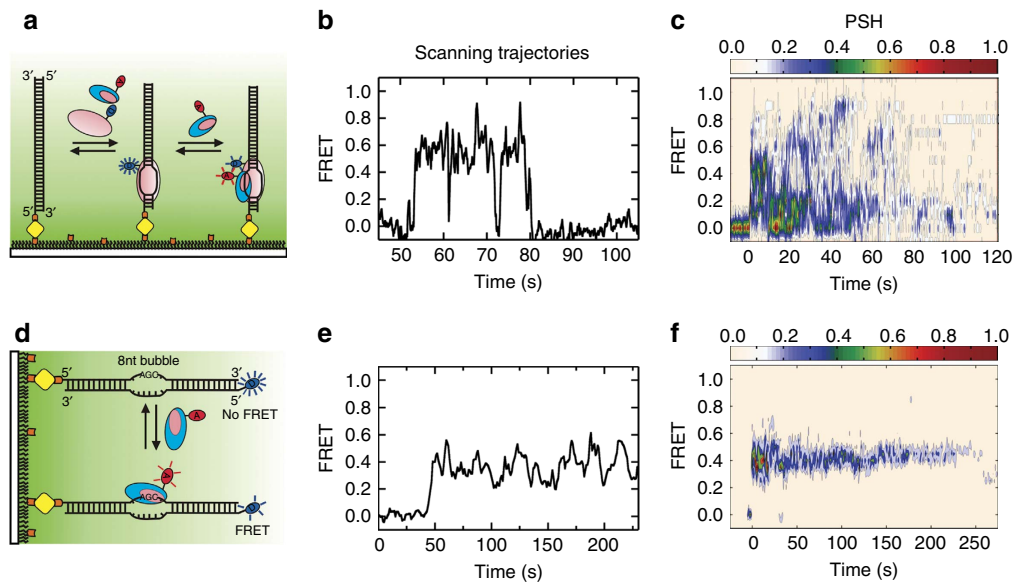 a
3′ 5′
A
D
A
D
A
D
5′ 3′
b
Scanning trajectories
FRET
1.0
0.8
0.6
0.4
0.2
0.0
50 60 70 80 90 100
Time (s)
c
PSH
0.0 0.2 0.4 0.6 0.8 1.0
FRET
1.0
0.8
0.6
0.4
0.2
0.0
0 20 40 60 80 100 120
Time (s)
d
8nt bubble
5′ AGC 3′
D
3′ 5′
No FRET
A
A
AGC
D
FRET
e
FRET
1.0
0.8
0.6
0.4
0.2
0.0
0 50 100 150 200
Time (s)
f
0.0 0.2 0.4 0.6 0.8 1.0
FRET
1.0
0.8
0.6
0.4
0.2
0.0
0 50 100 150 200 250
Time (s)